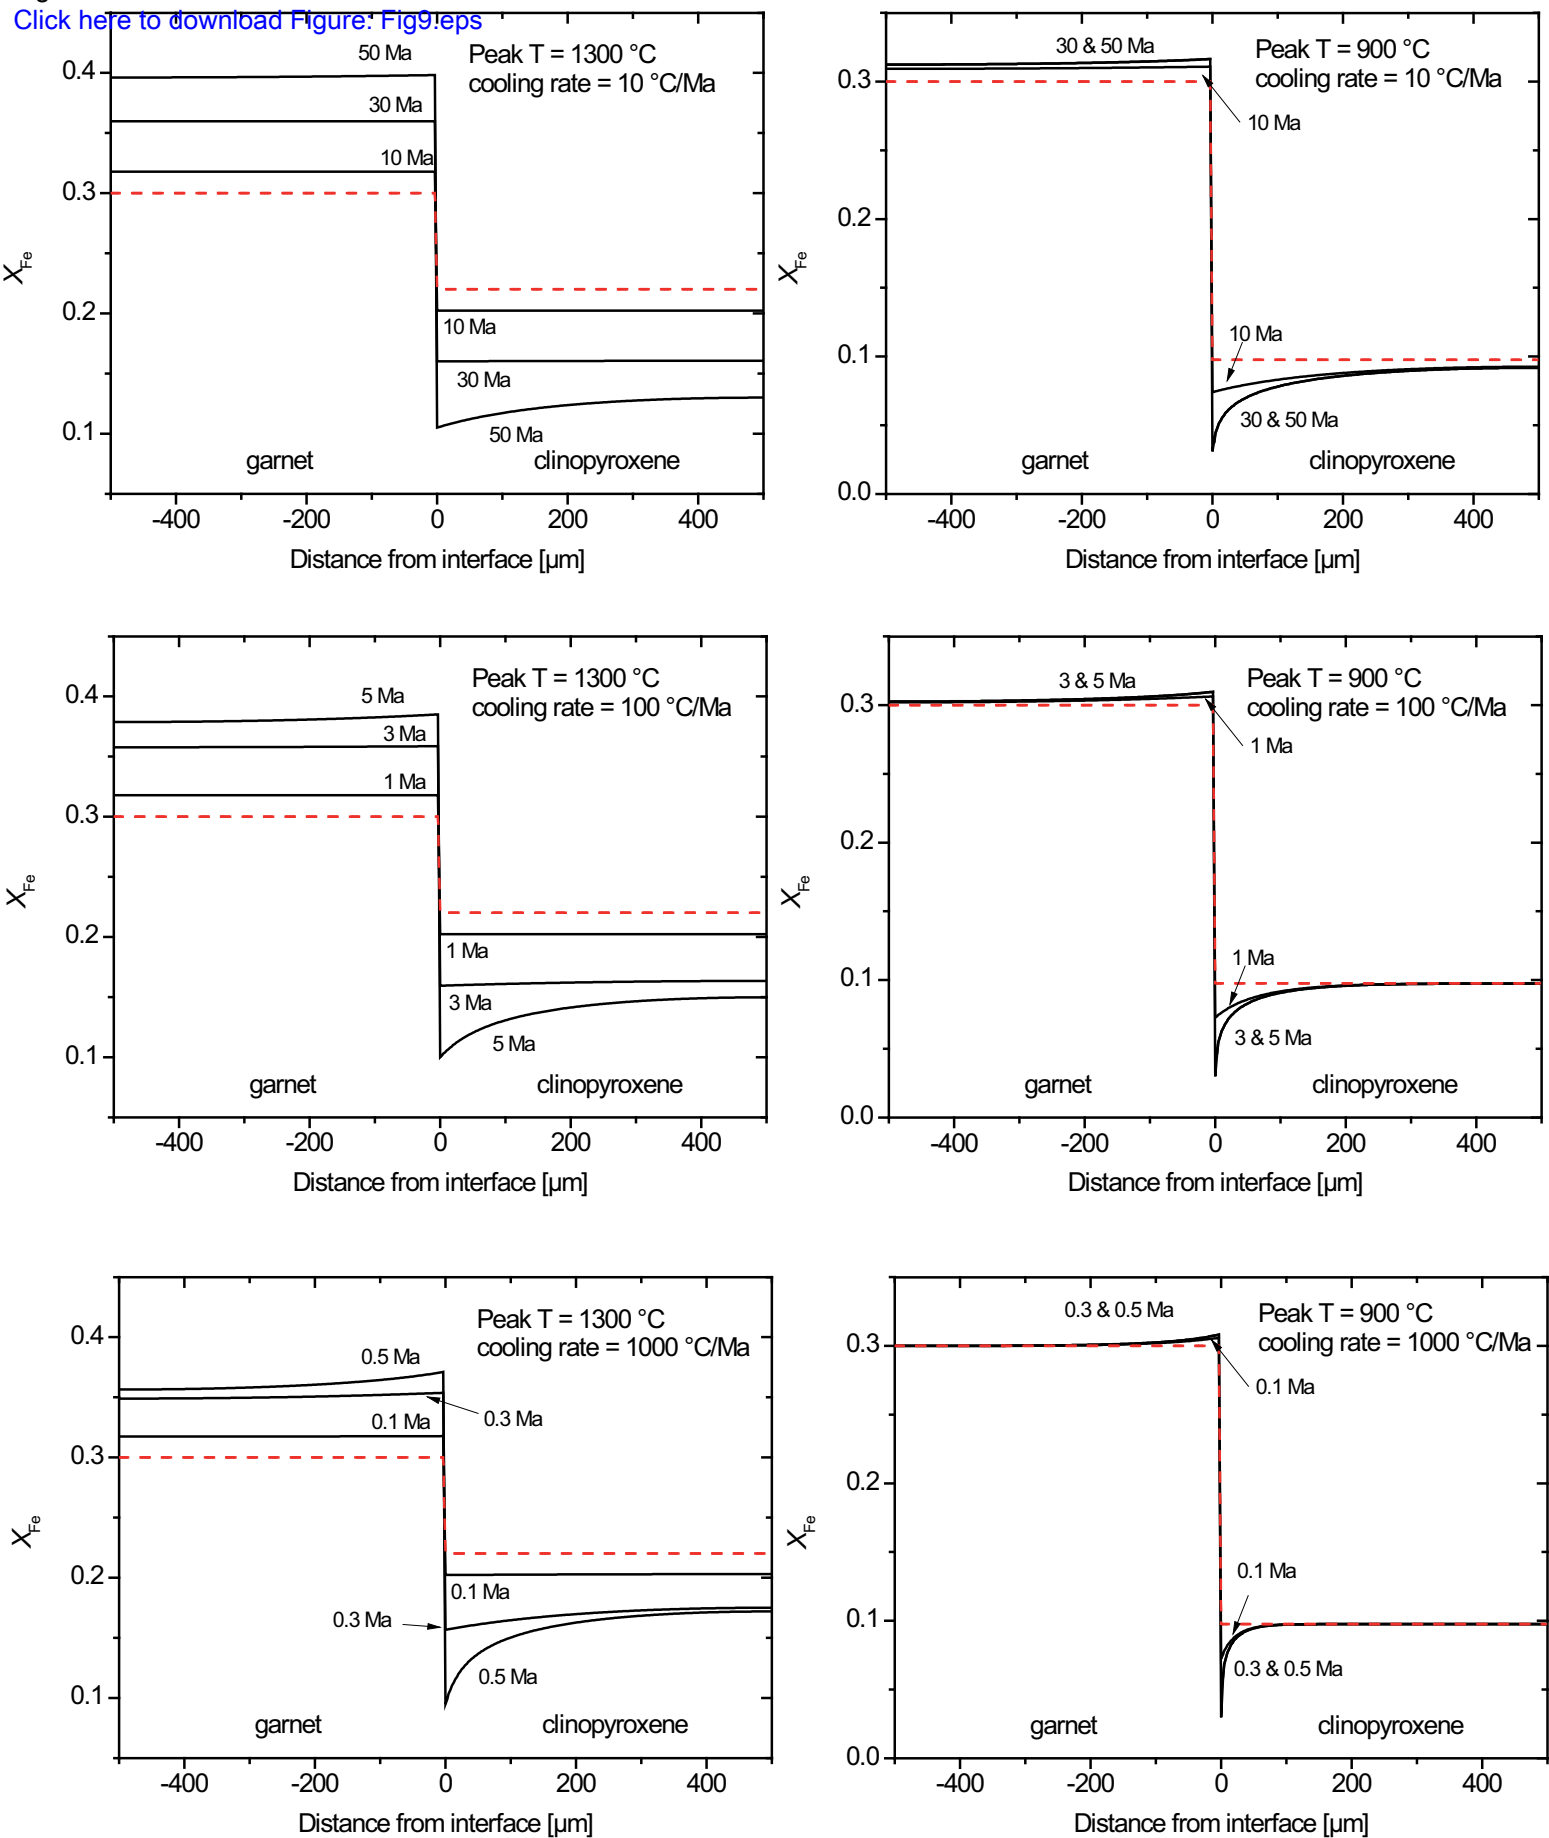 Click here to download Figure: Fig9.eps
50 Ma
Peak T = 1300 °C
cooling rate = 10 °C/Ma
0.4
30 Ma
10 Ma
0.3
X_Fe
0.2
10 Ma
30 Ma
0.1
50 Ma
garnet
clinopyroxene
-400 -200 0 200 400
Distance from interface [µm]
30 & 50 Ma
Peak T = 900 °C
cooling rate = 10 °C/Ma
0.3
10 Ma
0.2
X_Fe
10 Ma
0.1
30 & 50 Ma
garnet
clinopyroxene
0.0
-400 -200 0 200 400
Distance from interface [µm]
5 Ma
Peak T = 1300 °C
cooling rate = 100 °C/Ma
0.4
3 Ma
1 Ma
0.3
X_Fe
0.2
1 Ma
3 Ma
5 Ma
0.1
garnet
clinopyroxene
-400 -200 0 200 400
Distance from interface [µm]
3 & 5 Ma
Peak T = 900 °C
cooling rate = 100 °C/Ma
0.3
1 Ma
0.2
X_Fe
1 Ma
0.1
3 & 5 Ma
garnet
clinopyroxene
0.0
-400 -200 0 200 400
Distance from interface [µm]
Peak T = 1300 °C
cooling rate = 1000 °C/Ma
0.4
0.5 Ma
0.3 Ma
0.1 Ma
0.3
X_Fe
0.2
0.1 Ma
0.3 Ma
0.5 Ma
0.1
garnet
clinopyroxene
-400 -200 0 200 400
Distance from interface [µm]
0.3 & 0.5 Ma
Peak T = 900 °C
cooling rate = 1000 °C/Ma
0.3
0.1 Ma
0.2
X_Fe
0.1 Ma
0.1
0.3 & 0.5 Ma
garnet
clinopyroxene
0.0
-400 -200 0 200 400
Distance from interface [µm]